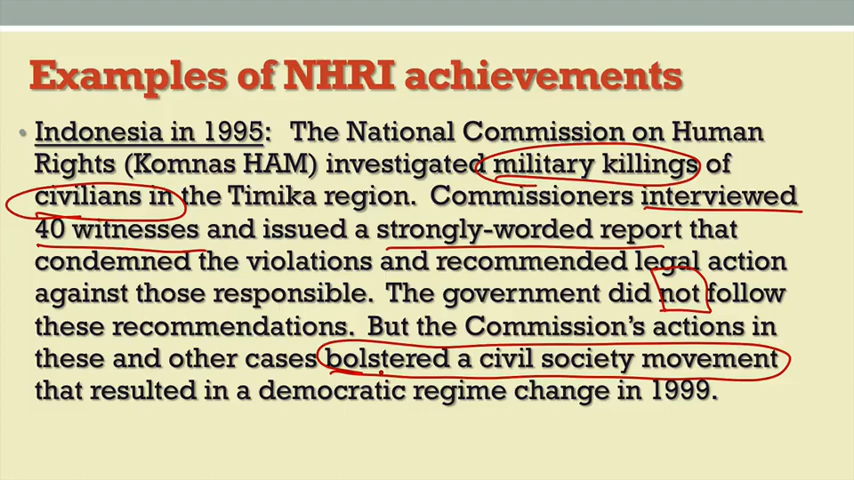 Examples of NHRI achievements
• Indonesia in 1995: The National Commission on Human
Rights (Komnas HAM) investigated military killings of
civilians in the Timika region. Commissioners interviewed
40 witnesses and issued a strongly-worded report that
condemned the violations and recommended legal action
against those responsible. The government did not follow
these recommendations. But the Commission's actions in
these and other cases bolstered a civil society movement
that resulted in a democratic regime change in 1999.